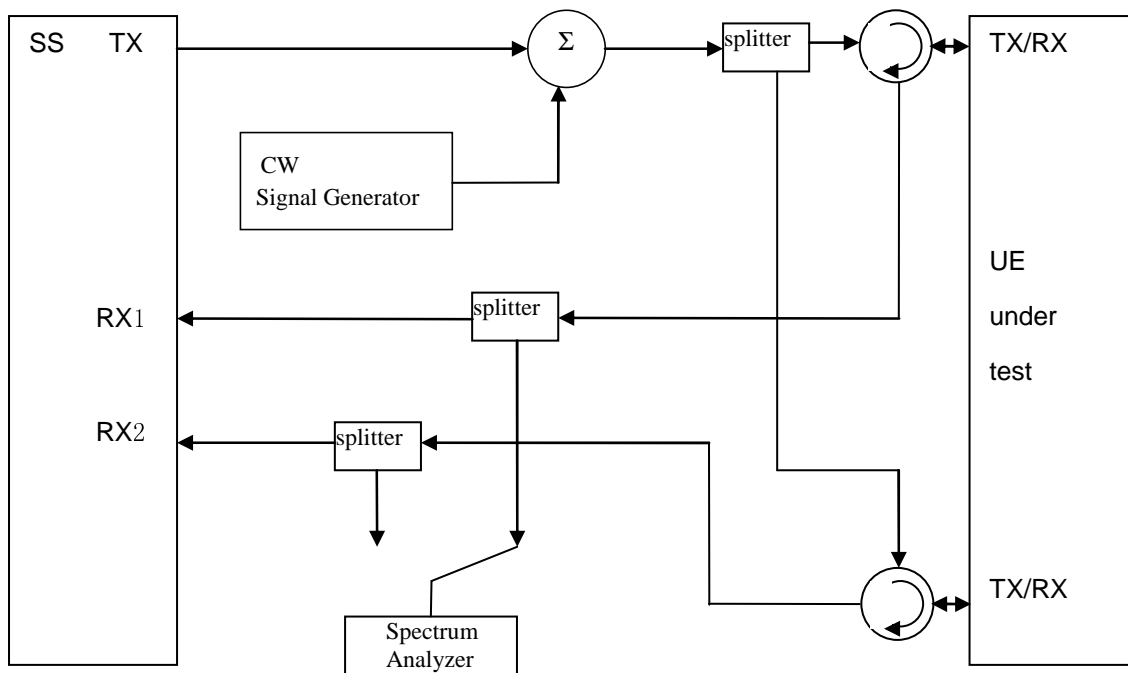 SS TX
Σ
splitter
TX/RX
CW
Signal Generator
UE
under
test
splitter
RX1
RX2
splitter
TX/RX
Spectrum
Analyzer